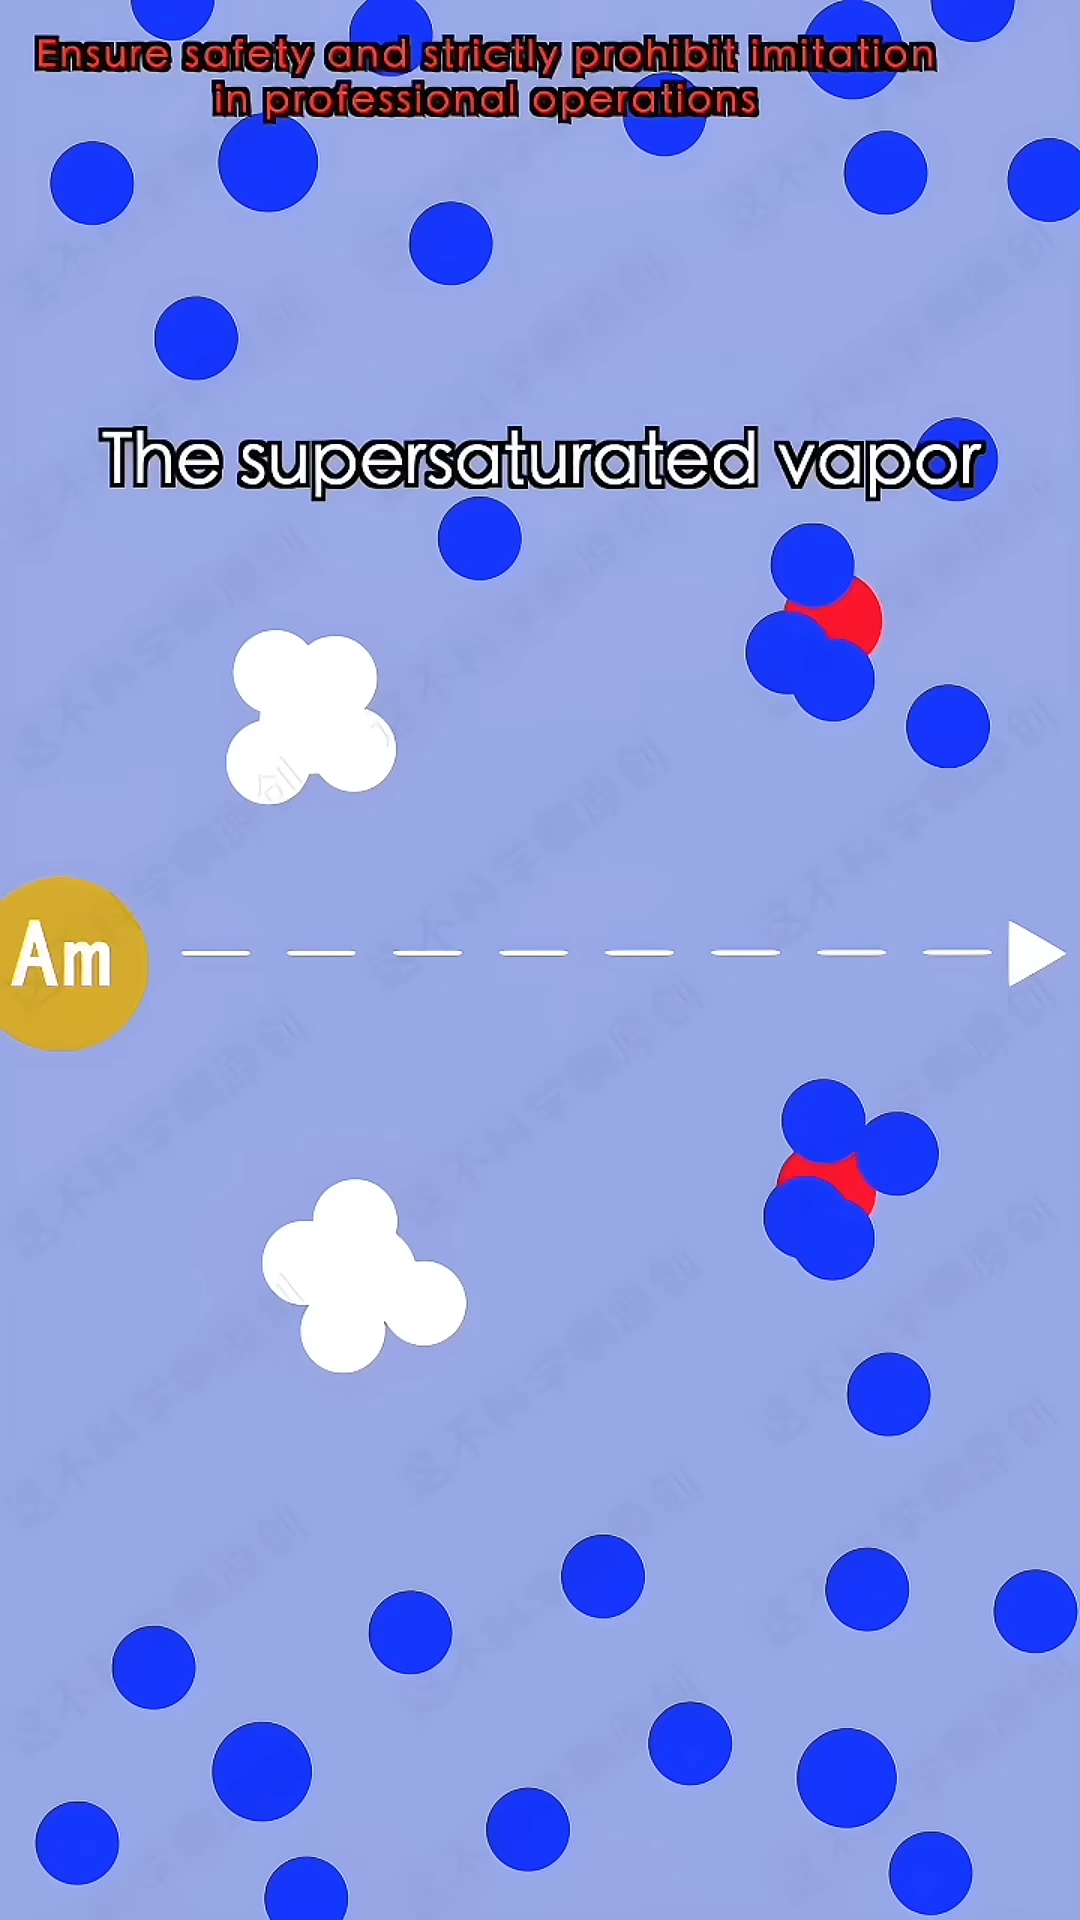 Ensure safety and strictly prohibit imitation
in professional operations
The supersaturated vapor
Am